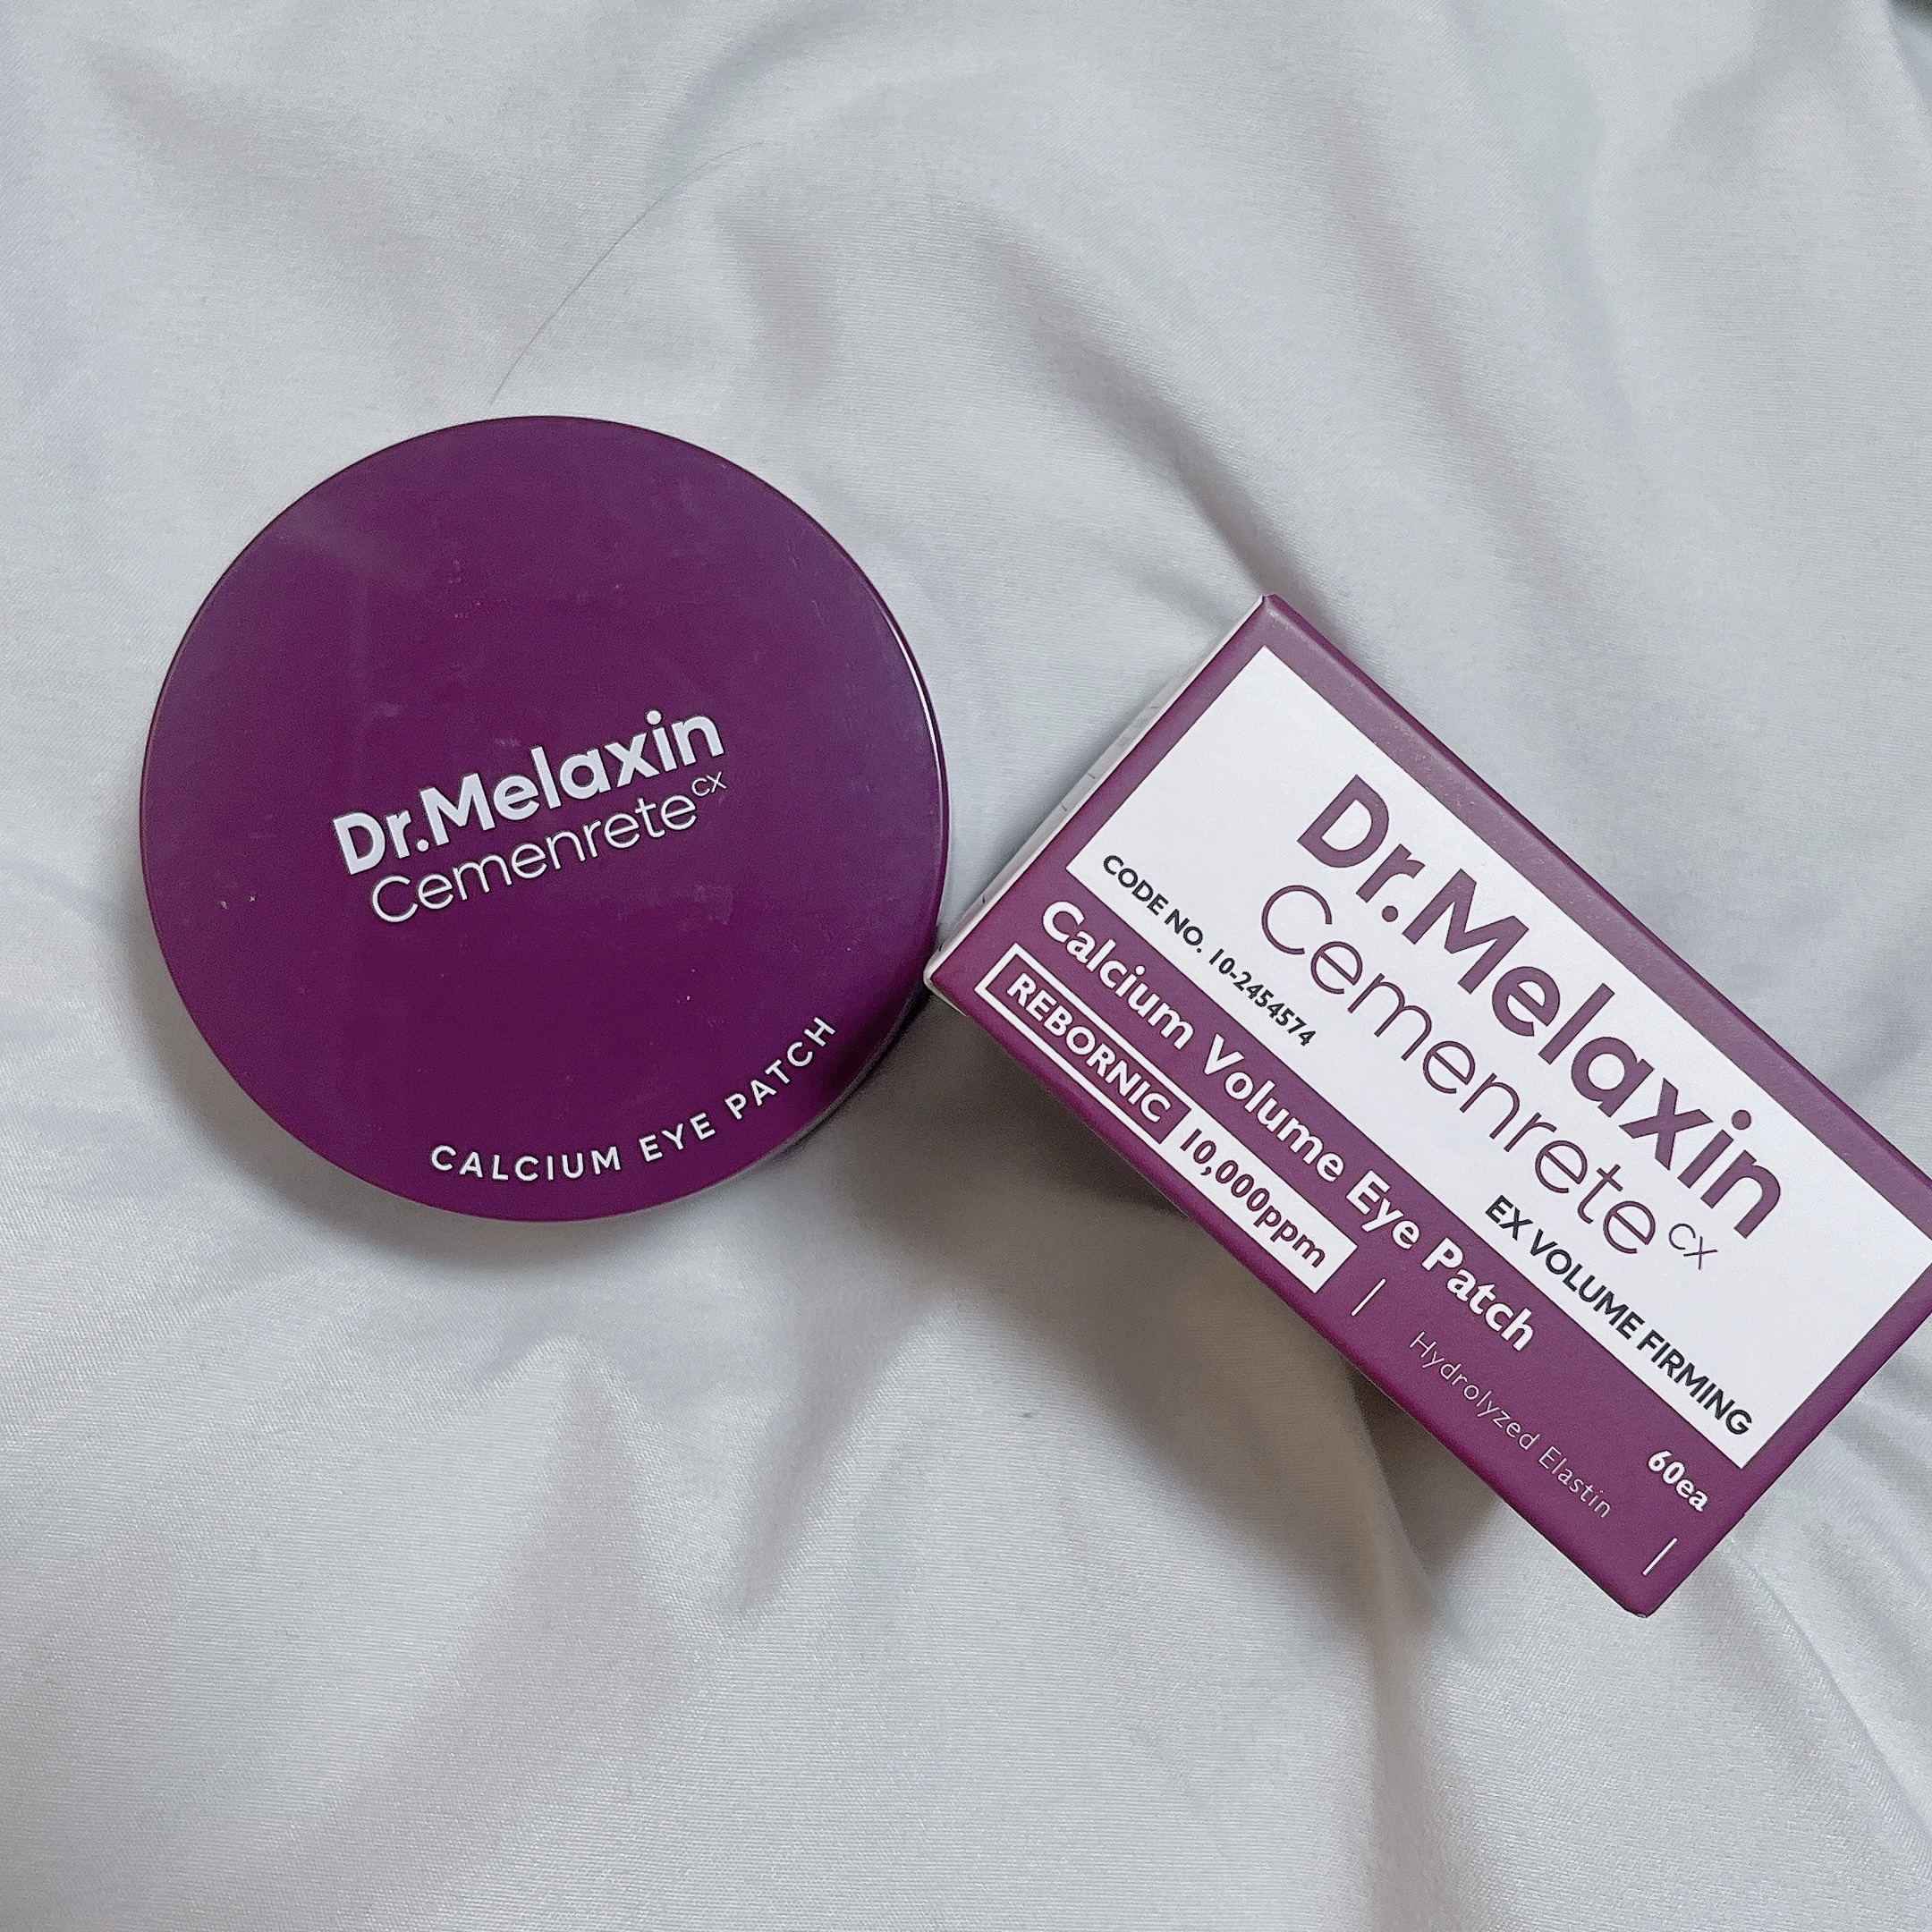 Dr.Melaxin
Cemenrete CX
CALCIUM EYE PATCH
Dr.Melaxin
Cemenrete CX
CODE NO. 10-2454574
EX VOLUME FIRMING
Calcium Volume Eye Patch
60ea
REBORNIC 10,000ppm
Hydrolyzed Elastin